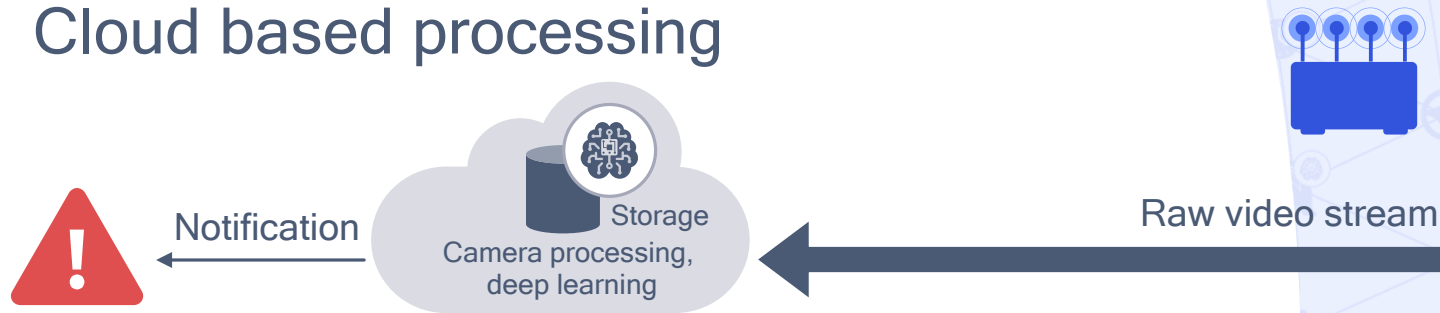 Cloud based processing
Notification
Storage
Camera processing,
deep learning
Raw video stream